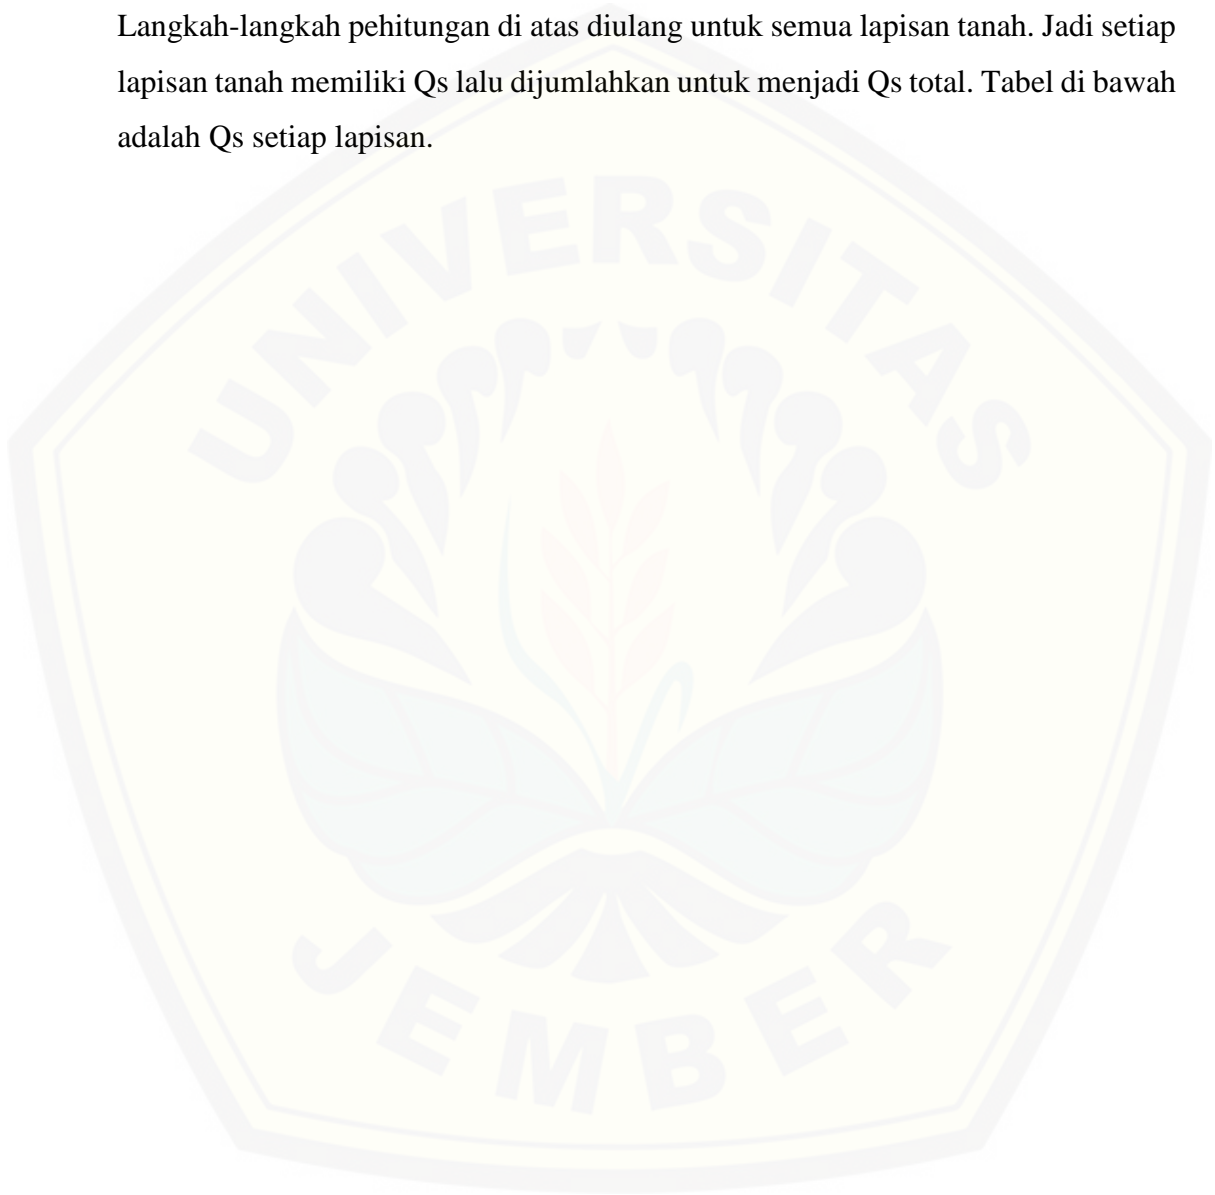 Langkah-langkah pehitungan di atas diulang untuk semua lapisan tanah. Jadi setiap
lapisan tanah memiliki Qs lalu dijumlahkan untuk menjadi Qs total. Tabel di bawah
adalah Qs setiap lapisan.
UNIVERSITAS
JEMBER